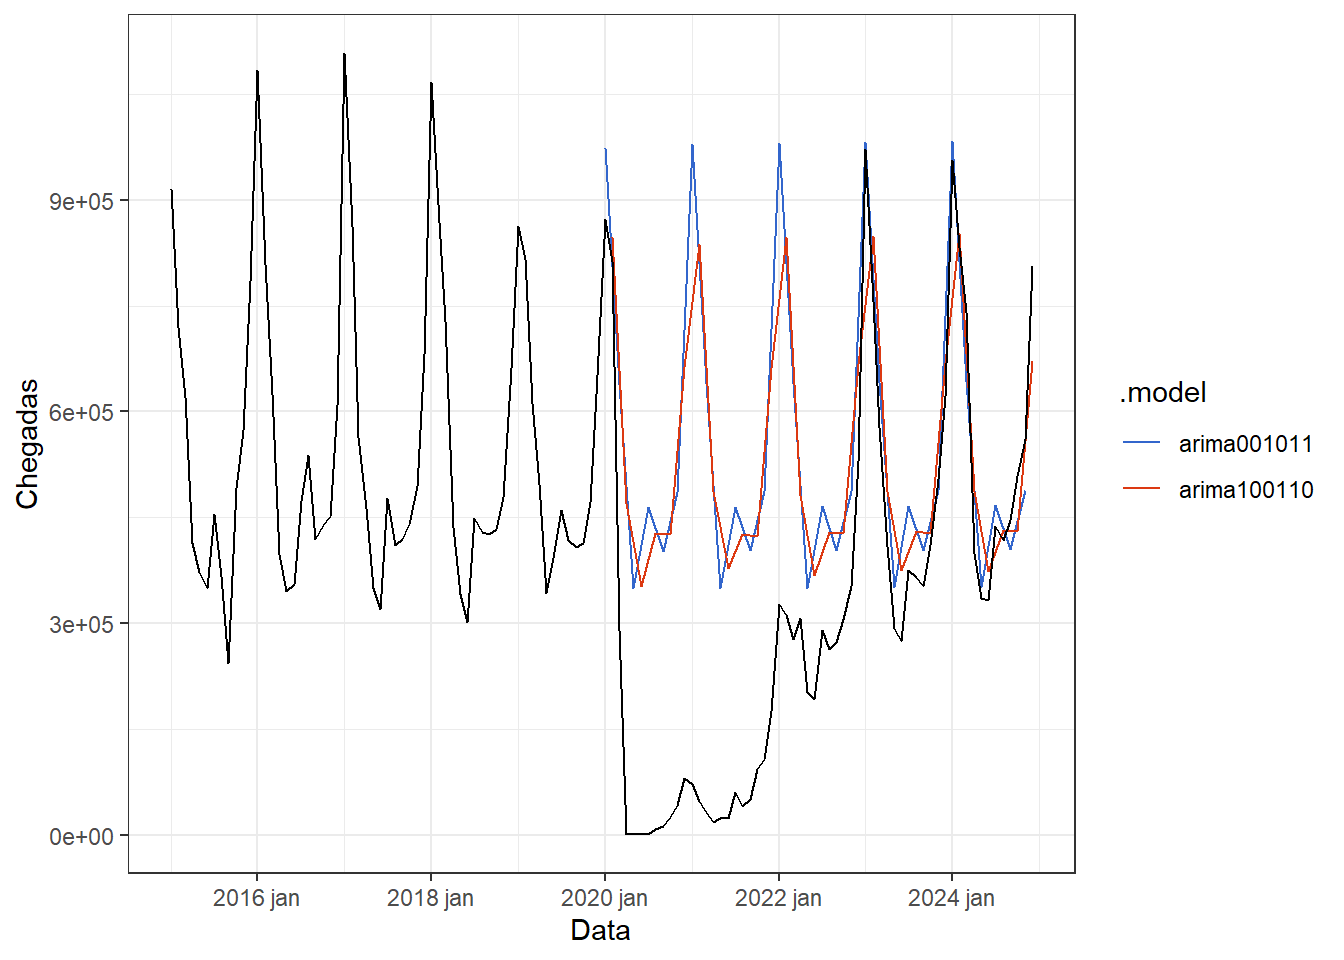 Chegadas
9e+05
6e+05
3e+05
0e+00
2016 jan
2018 jan
2020 jan
2022 jan
2024 jan
Data
.model
arima001011
arima100110